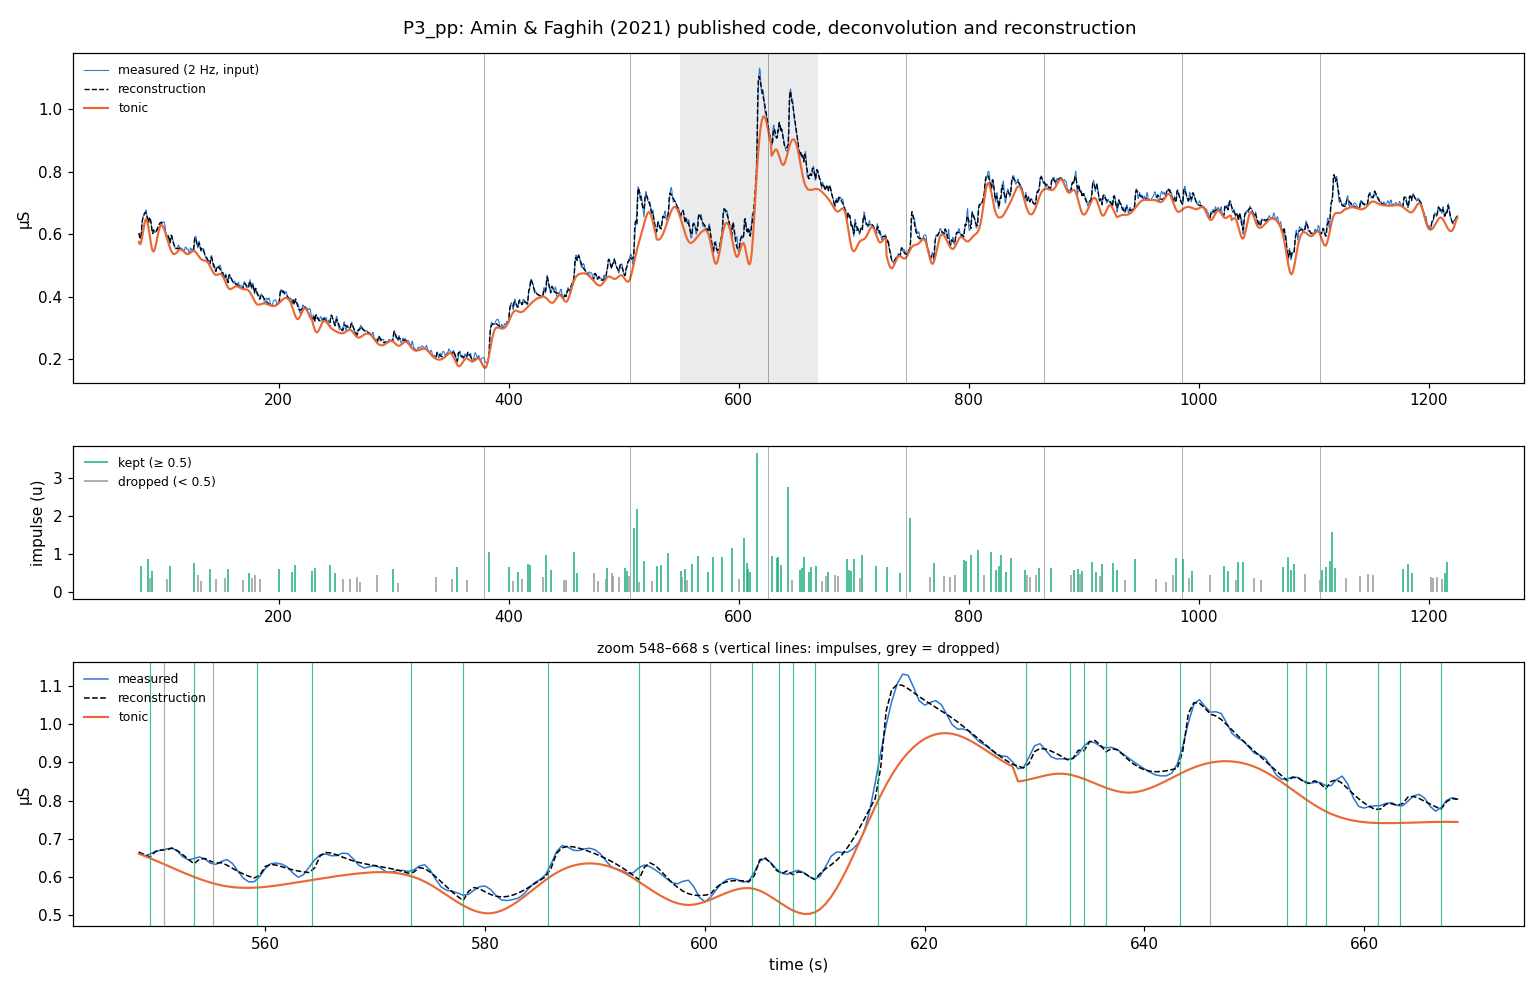 P3_pp: Amin & Faghih (2021) published code, deconvolution and reconstruction
measured (2 Hz, input)
reconstruction
tonic
µS
1.0
0.8
0.6
0.4
0.2
200 400 600 800 1000 1200
kept (≥ 0.5)
dropped (< 0.5)
impulse (u)
3
2
1
0
200 400 600 800 1000 1200
zoom 548–668 s (vertical lines: impulses, grey = dropped)
measured
reconstruction
tonic
µS
1.1
1.0
0.9
0.8
0.7
0.6
0.5
560 580 600 620 640 660
time (s)